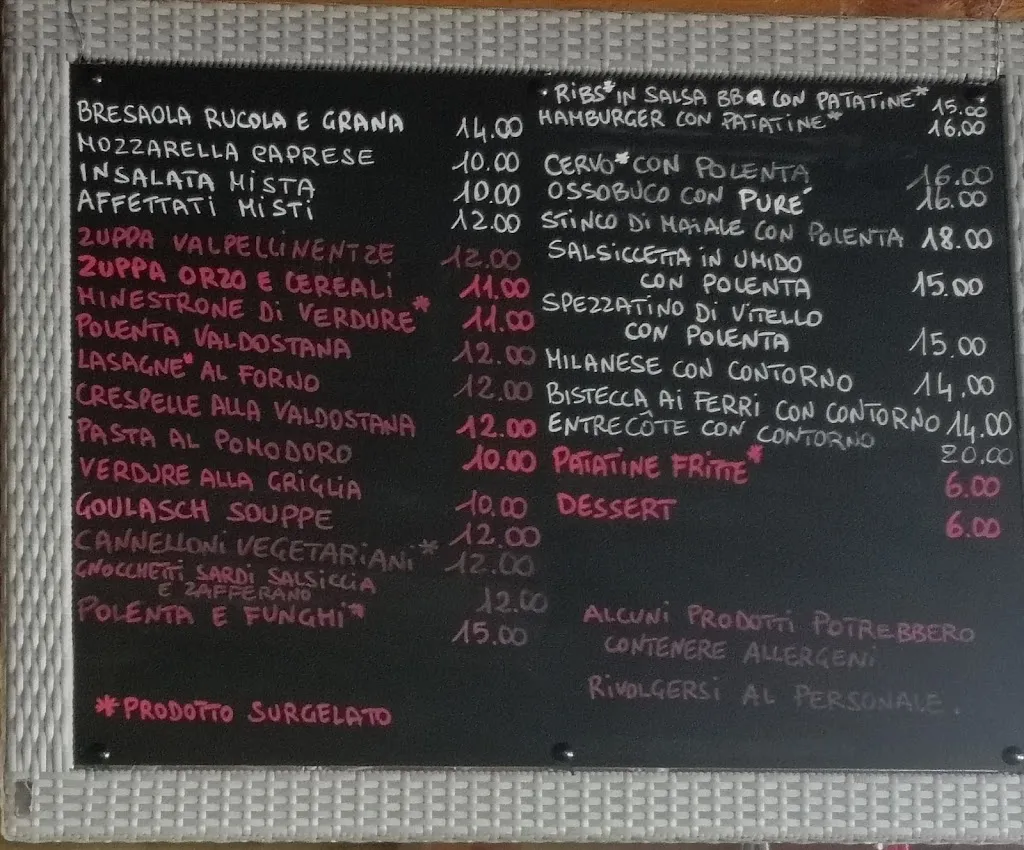 BRESAOLA RUCOLA E GRANA 14.00
MOZZARELLA CAPRESE 10.00
INSALATA MISTA 10.00
AFFETTATI MISTI 12.00
ZUPPA VALPELLINENTZE 12.00
ZUPPA ORZO E CEREALI 11.00
MINESTRONE DI VERDURE* 11.00
POLENTA VALDOSTANA 12.00
LASAGNE* AL FORNO 12.00
CRESPELLE ALLA VALDOSTANA 12.00
PASTA AL POMODORO 10.00
VERDURE ALLA GRIGLIA 10.00
GOULASCH SOUPPE 12.00
CANNELLONI VEGETARIANI* 12.00
GNOCCHETTI SARDI SALSICCIA
E ZAFFERANO 12.00
POLENTA E FUNGHI* 15.00
*PRODOTTO SURGELATO
• RIBS* IN SALSA BBQ CON PATATINE* 15.00
HAMBURGER CON PATATINE* 16.00
CERVO* CON POLENTA 16.00
OSSOBUCO CON PURÉ 16.00
STINCO DI MAIALE CON POLENTA 18.00
SALSICCETTA IN UMIDO
CON POLENTA 15.00
SPEZZATINO DI VITELLO
CON POLENTA 15.00
MILANESE CON CONTORNO 14,00
BISTECCA AI FERRI CON CONTORNO 14.00
ENTRECÔTE CON CONTORNO 20,00
PATATINE FRITTE* 6.00
DESSERT 6.00
ALCUNI PRODOTTI POTREBBERO
CONTENERE ALLERGENI
RIVOLGERSI AL PERSONALE.